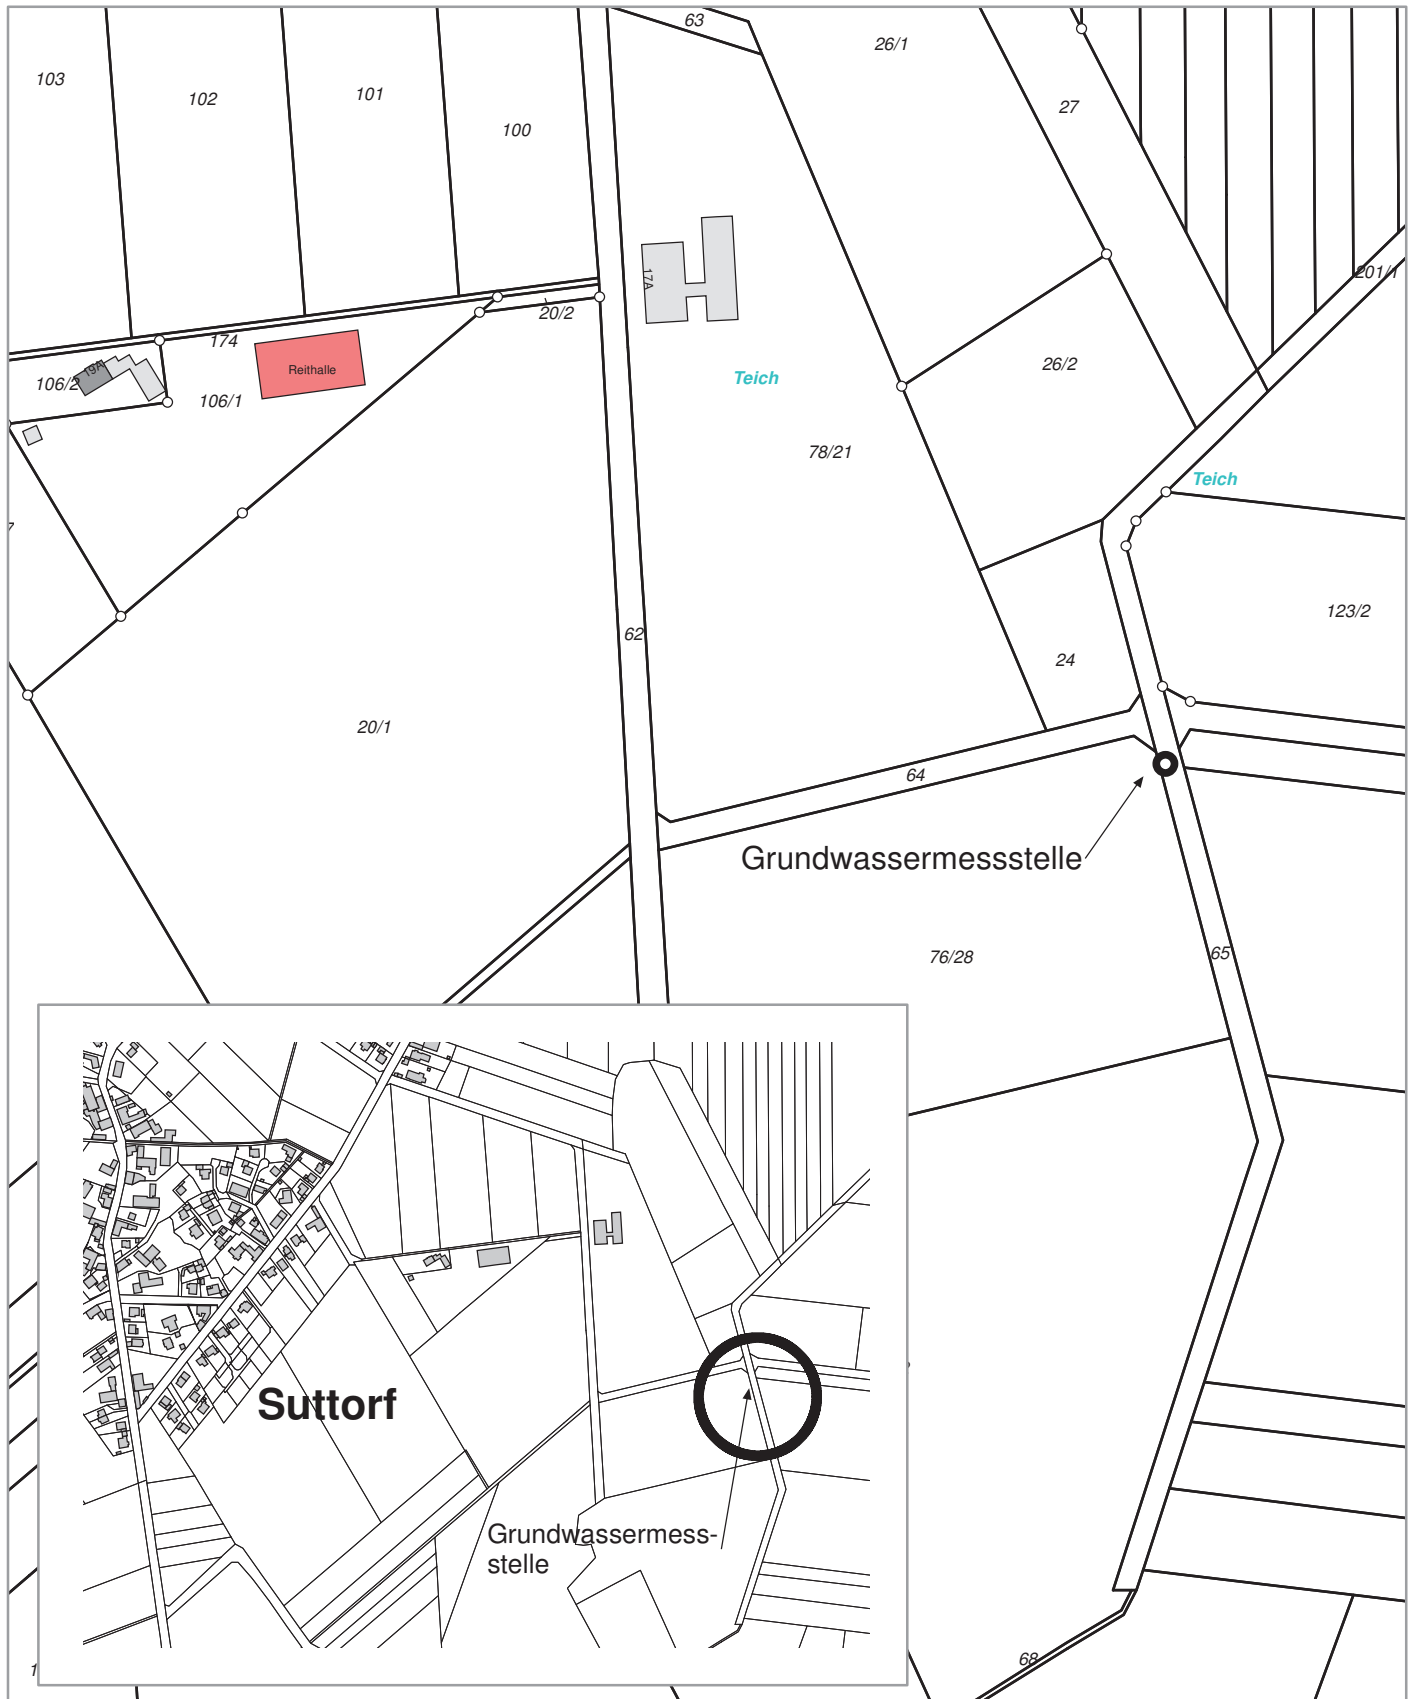 63
26/1
103
102
101
100
27
201/1
17A
20/2
174
Reithalle
106/2
19A
106/1
Teich
26/2
78/21
Teich
7
123/2
62
24
20/1
64
Grundwassermessstelle
76/28
65
Suttorf
Grundwassermess-
stelle
68
1